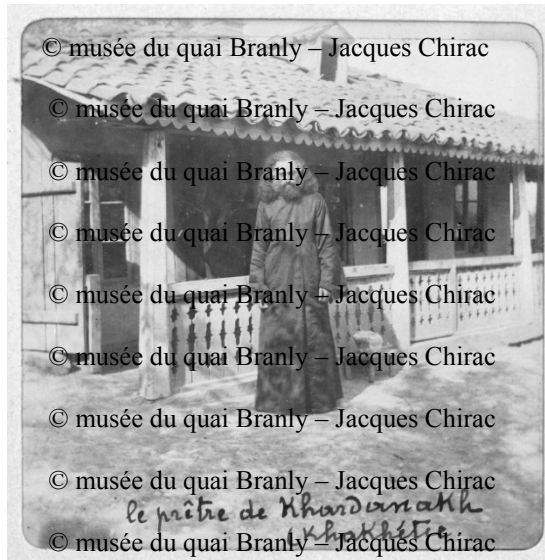 © musée du quai Branly – Jacques Chirac
© musée du quai Branly – Jacques Chirac
© musée du quai Branly – Jacques Chirac
© musée du quai Branly – Jacques Chirac
© musée du quai Branly – Jacques Chirac
© musée du quai Branly – Jacques Chirac
© musée du quai Branly – Jacques Chirac
© musée du quai Branly – Jacques Chirac
le prêtre de Khardanakh
(Khakhétie
© musée du quai Branly – Jacques Chirac